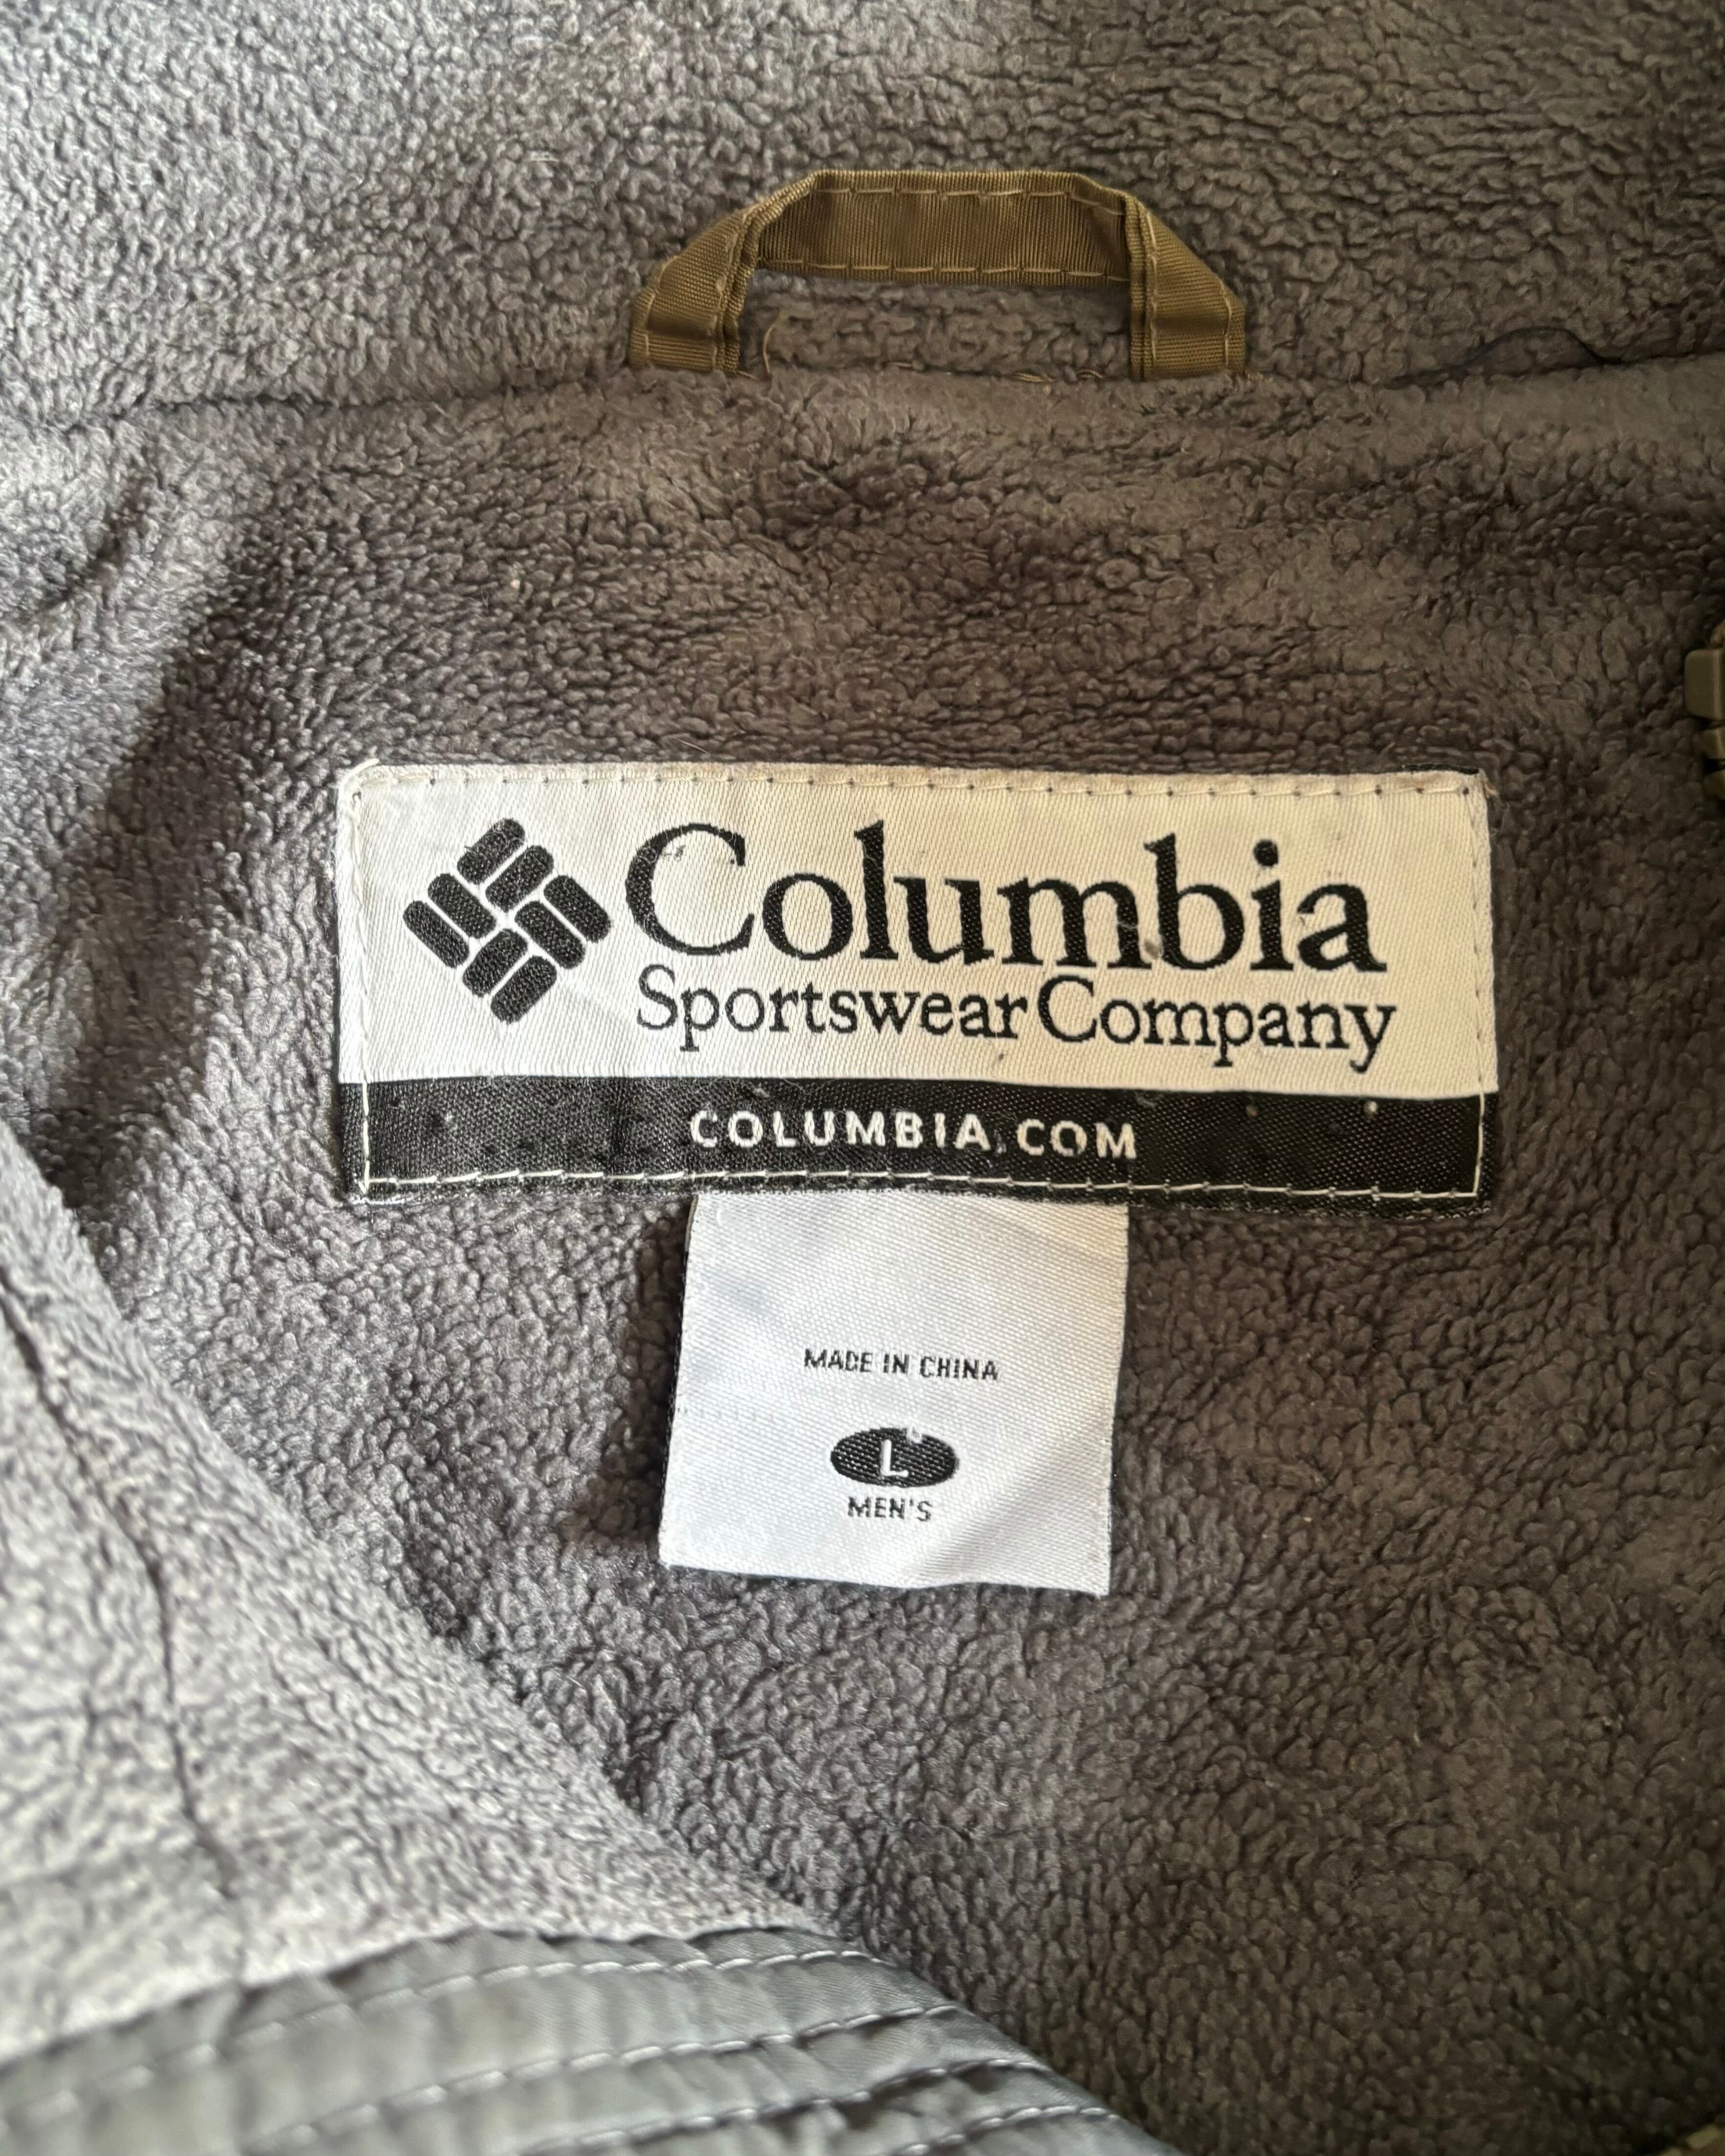 Columbia
Sportswear Company
COLUMBIA.COM
MADE IN CHINA
L
MEN'S